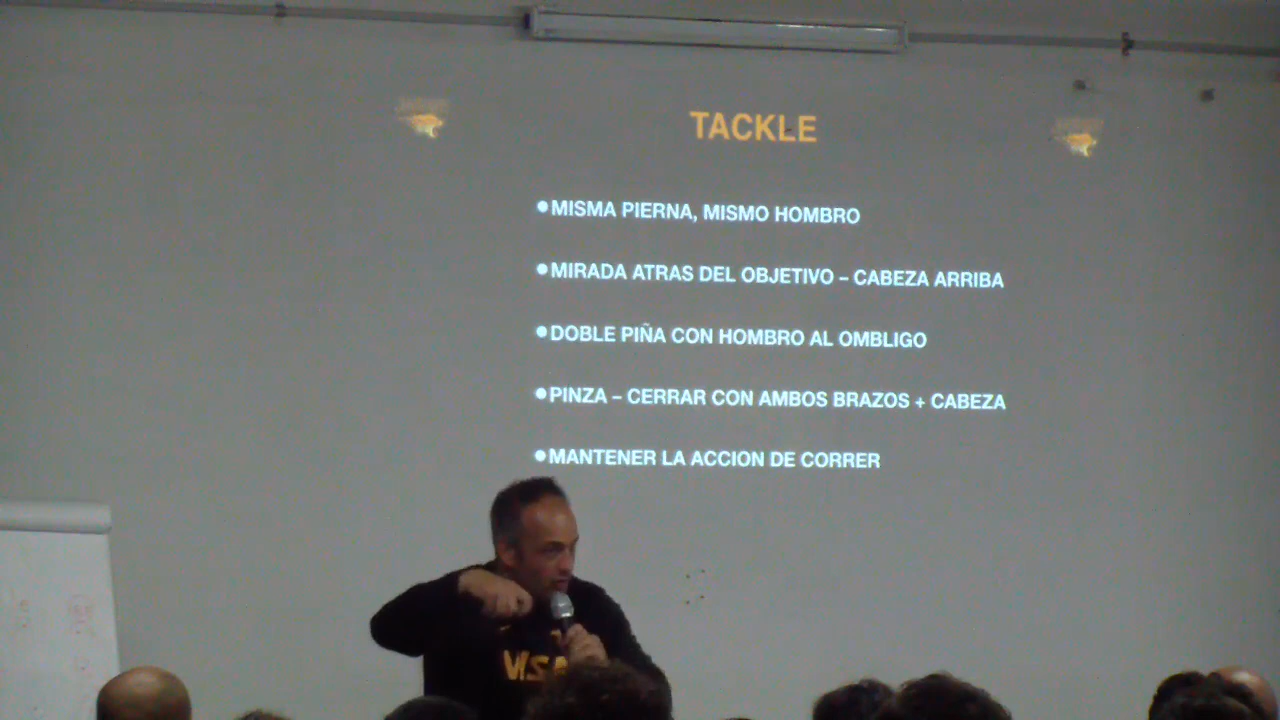 TACKLE
●MISMA PIERNA, MISMO HOMBRO
●MIRADA ATRAS DEL OBJETIVO – CABEZA ARRIBA
●DOBLE PIÑA CON HOMBRO AL OMBLIGO
●PINZA – CERRAR CON AMBOS BRAZOS + CABEZA
●MANTENER LA ACCION DE CORRER
VISA